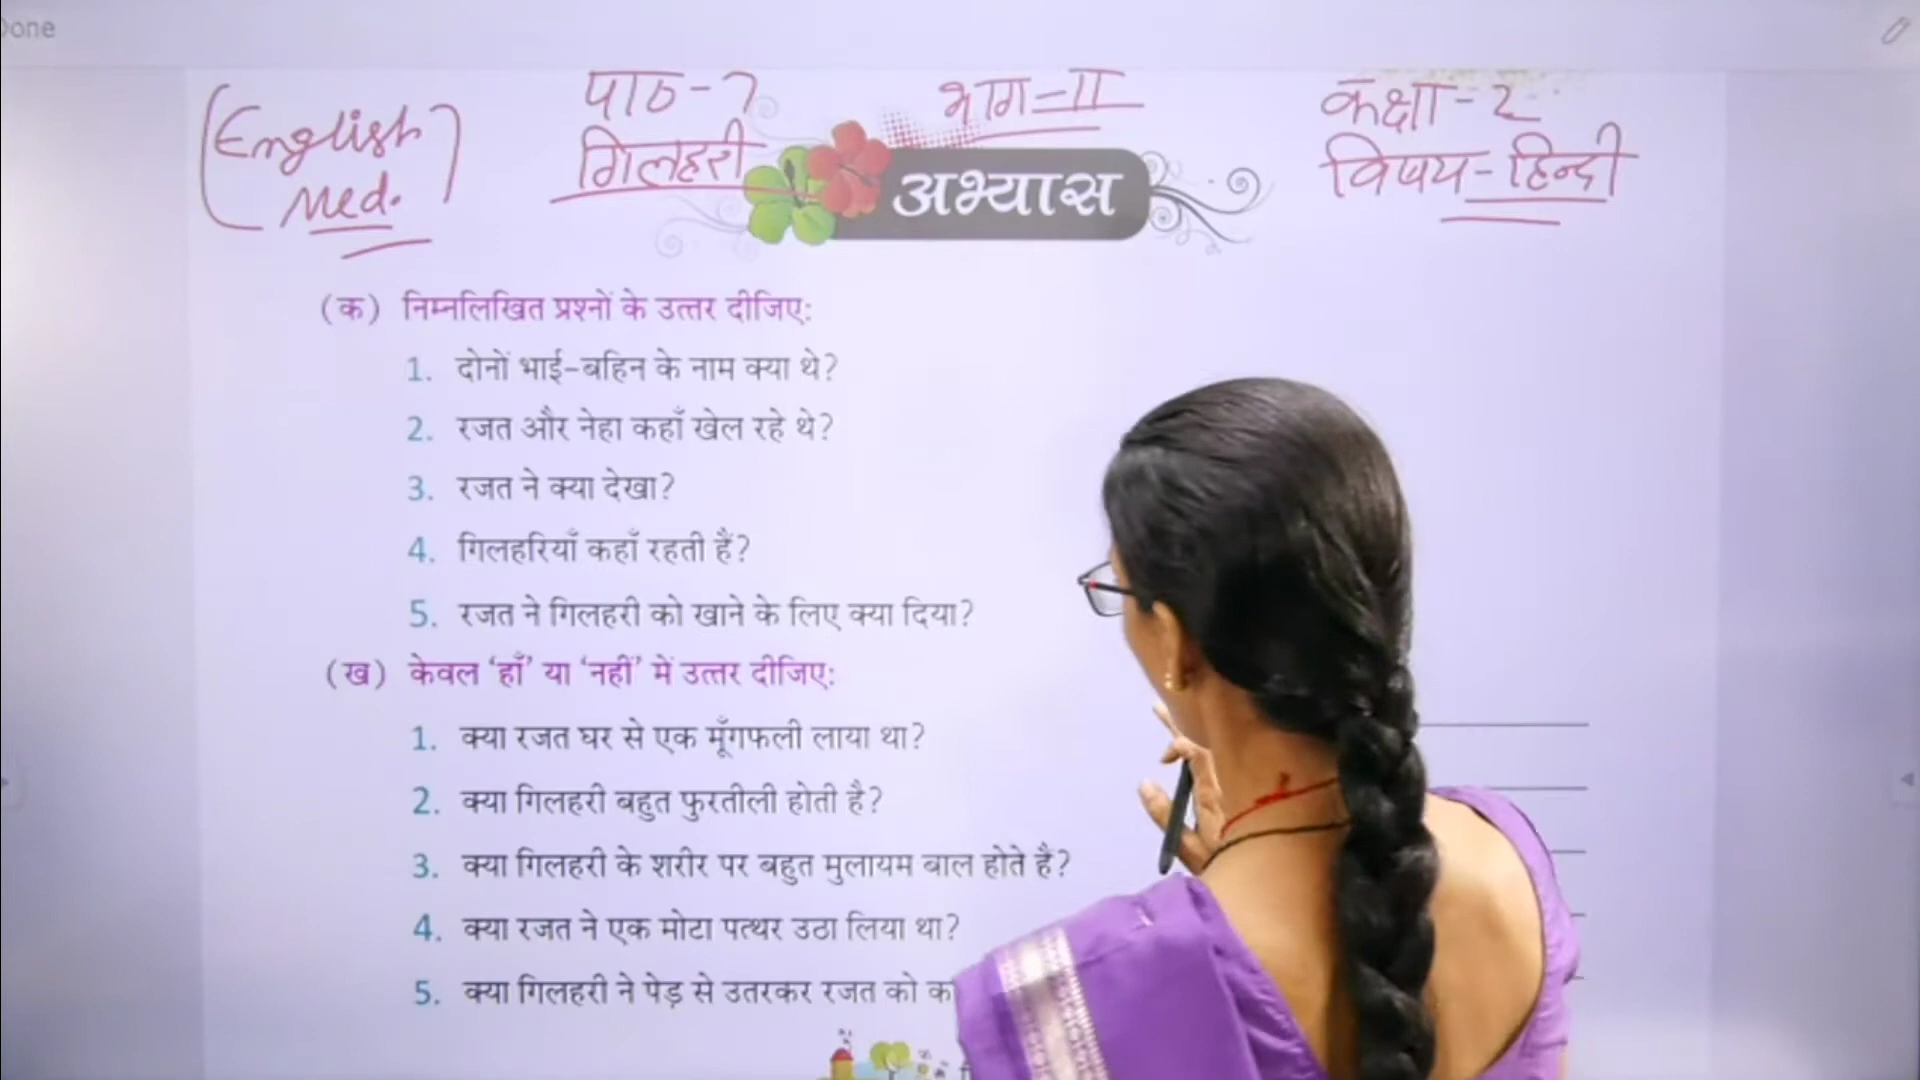 Done
(English Med.)
पाठ-7
गिलहरी
भाग-II
कक्षा-2
विषय-हिन्दी
अभ्यास
(क) निम्नलिखित प्रश्नों के उत्तर दीजिए:
1. दोनों भाई-बहिन के नाम क्या थे?
2. रजत और नेहा कहाँ खेल रहे थे?
3. रजत ने क्या देखा?
4. गिलहरियाँ कहाँ रहती हैं?
5. रजत ने गिलहरी को खाने के लिए क्या दिया?
(ख) केवल 'हाँ' या 'नहीं' में उत्तर दीजिए:
1. क्या रजत घर से एक मूँगफली लाया था?
2. क्या गिलहरी बहुत फुरतीली होती है?
3. क्या गिलहरी के शरीर पर बहुत मुलायम बाल होते हैं?
4. क्या रजत ने एक मोटा पत्थर उठा लिया था?
5. क्या गिलहरी ने पेड़ से उतरकर रजत को